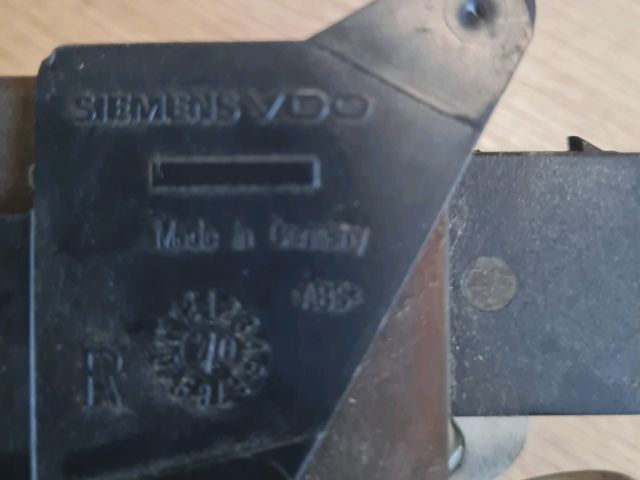 SIEMENS VDO
Made in Germany
>ABS<
R